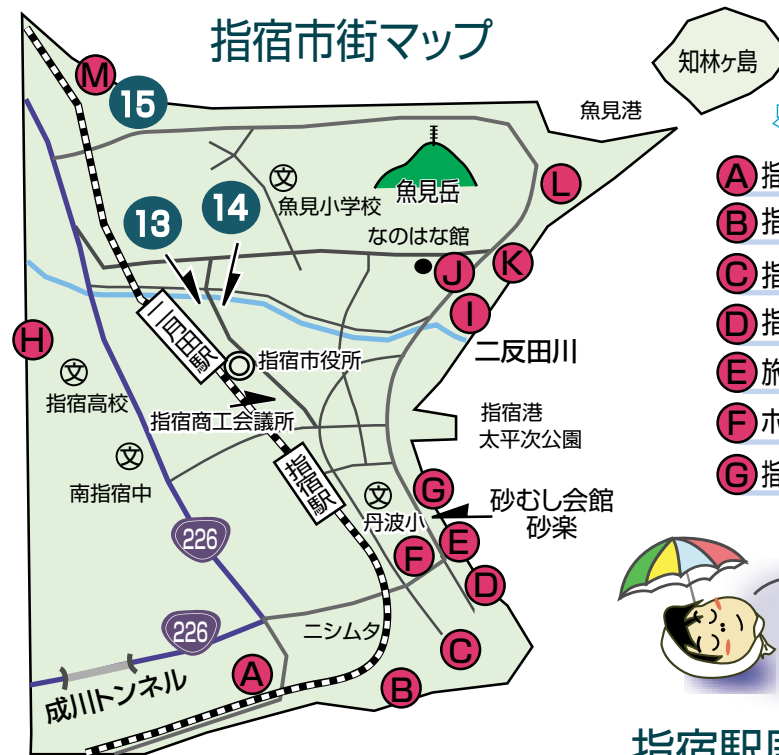 指宿市街マップ
知林ヶ島
魚見港
M
15
L
文
魚見小学校
魚見岳
13
14
なのはな館
J
K
I
H
二月田駅
指宿市役所
二反田川
文
指宿高校
指宿商工会議所
指宿港
太平次公園
文
南指宿中
指宿駅
文
丹波小
G
砂むし会館
砂楽
226
F
E
D
226
ニシムタ
C
成川トンネル
A
B
A 指
B 指
C 指
D 指
E 旅
F ホ
G 指
指宿駅